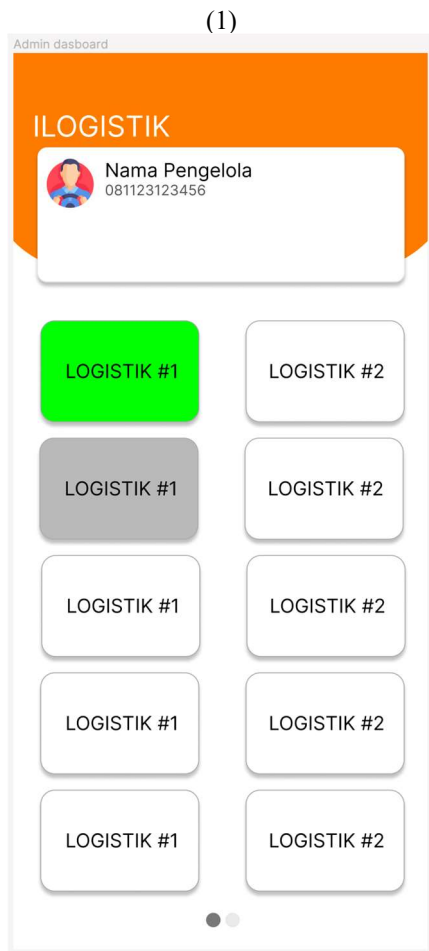 (1)
Admin dasboard
ILOGISTIK
Nama Pengelola
081123123456
LOGISTIK #1
LOGISTIK #2
LOGISTIK #1
LOGISTIK #2
LOGISTIK #1
LOGISTIK #2
LOGISTIK #1
LOGISTIK #2
LOGISTIK #1
LOGISTIK #2